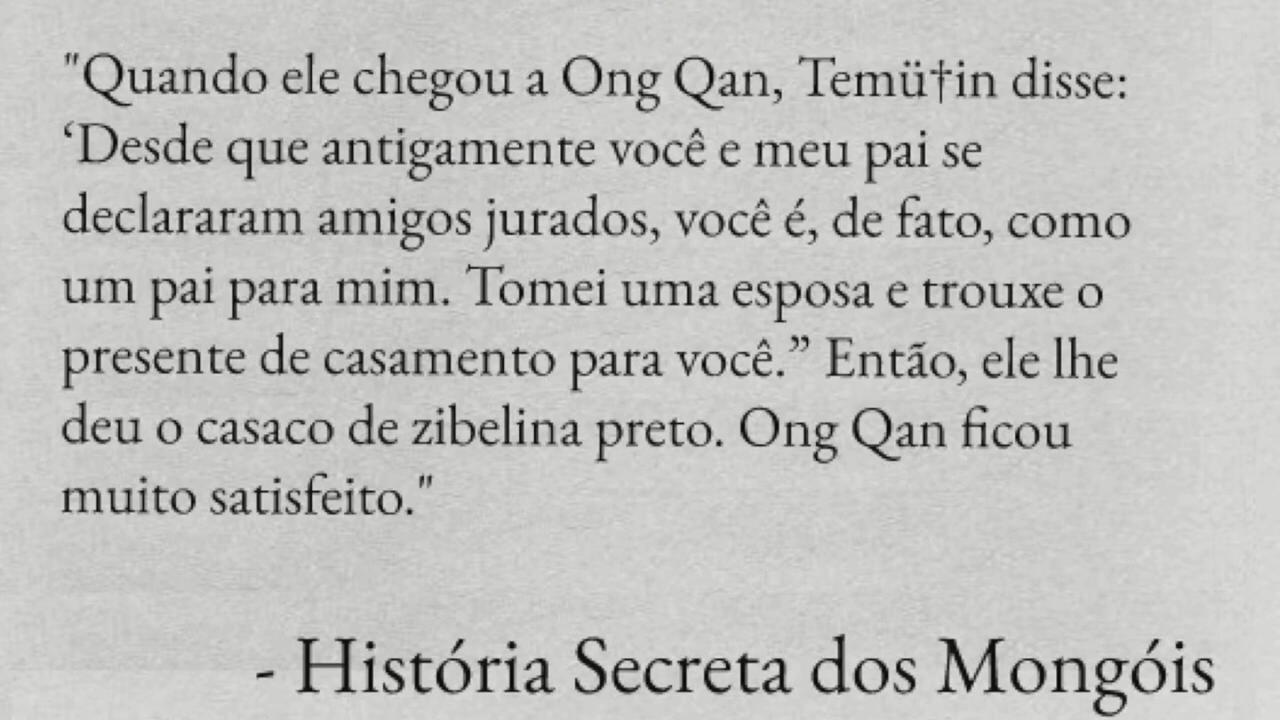 "Quando ele chegou a Ong Qan, Temü†in disse:
‘Desde que antigamente você e meu pai se
declararam amigos jurados, você é, de fato, como
um pai para mim. Tomei uma esposa e trouxe o
presente de casamento para você.” Então, ele lhe
deu o casaco de zibelina preto. Ong Qan ficou
muito satisfeito."
- História Secreta dos Mongóis